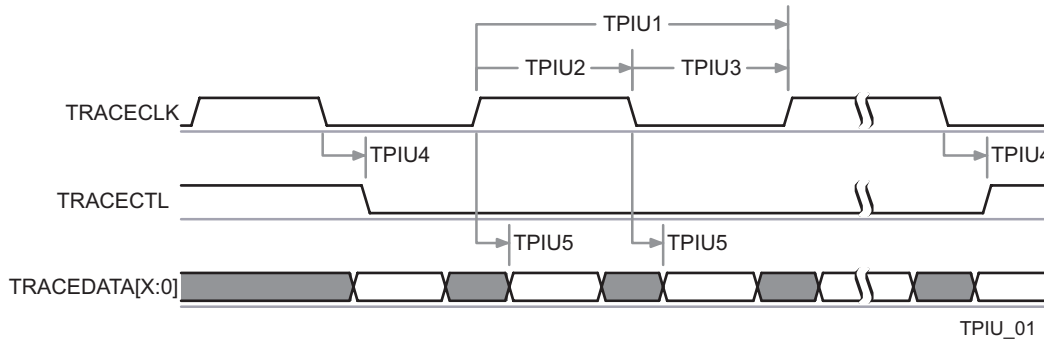 TPIU1
TPIU2 TPIU3
TRACECLK
TPIU4 TPIU4
TRACECTL
TPIU5 TPIU5
TRACEDATA[X:0]
TPIU_01